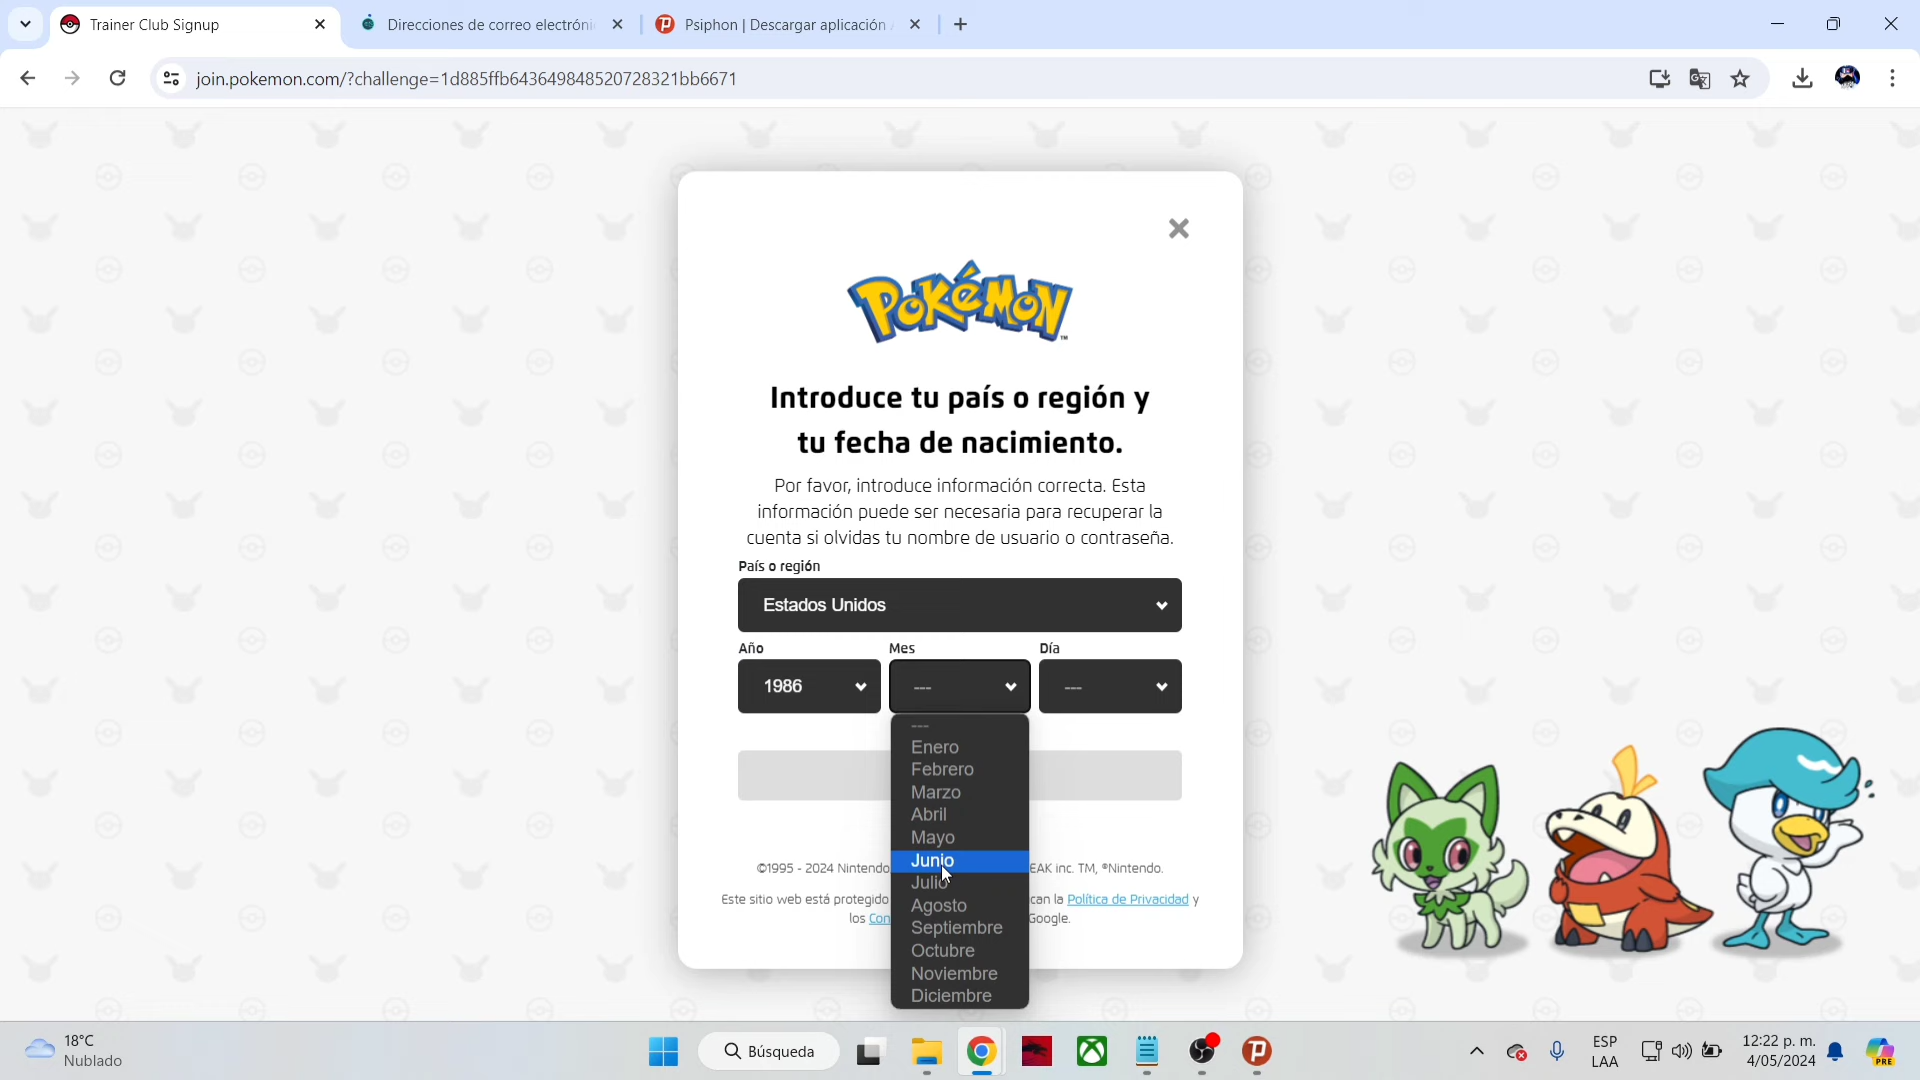 Trainer Club Signup
Direcciones de correo electróni
Psiphon | Descargar aplicación
join.pokemon.com/?challenge=1d885ffb643649848520728321bb6671
POKéMON
TM
Introduce tu país o región y
tu fecha de nacimiento.
Por favor, introduce información correcta. Esta
información puede ser necesaria para recuperar la
cuenta si olvidas tu nombre de usuario o contraseña.
País o región
Estados Unidos
Año
Mes
Día
1986
---
---
---
Enero
Febrero
Marzo
Abril
Mayo
Junio
Julio
Agosto
Septiembre
Octubre
Noviembre
Diciembre
©1995 - 2024 Nintendo EAK inc. TM, ®Nintendo.
Este sitio web está protegido can la Política de Privacidad y
los Con Google.
18°C
Nublado
Búsqueda
ESP
LAA
12:22 p. m.
4/05/2024
PRE